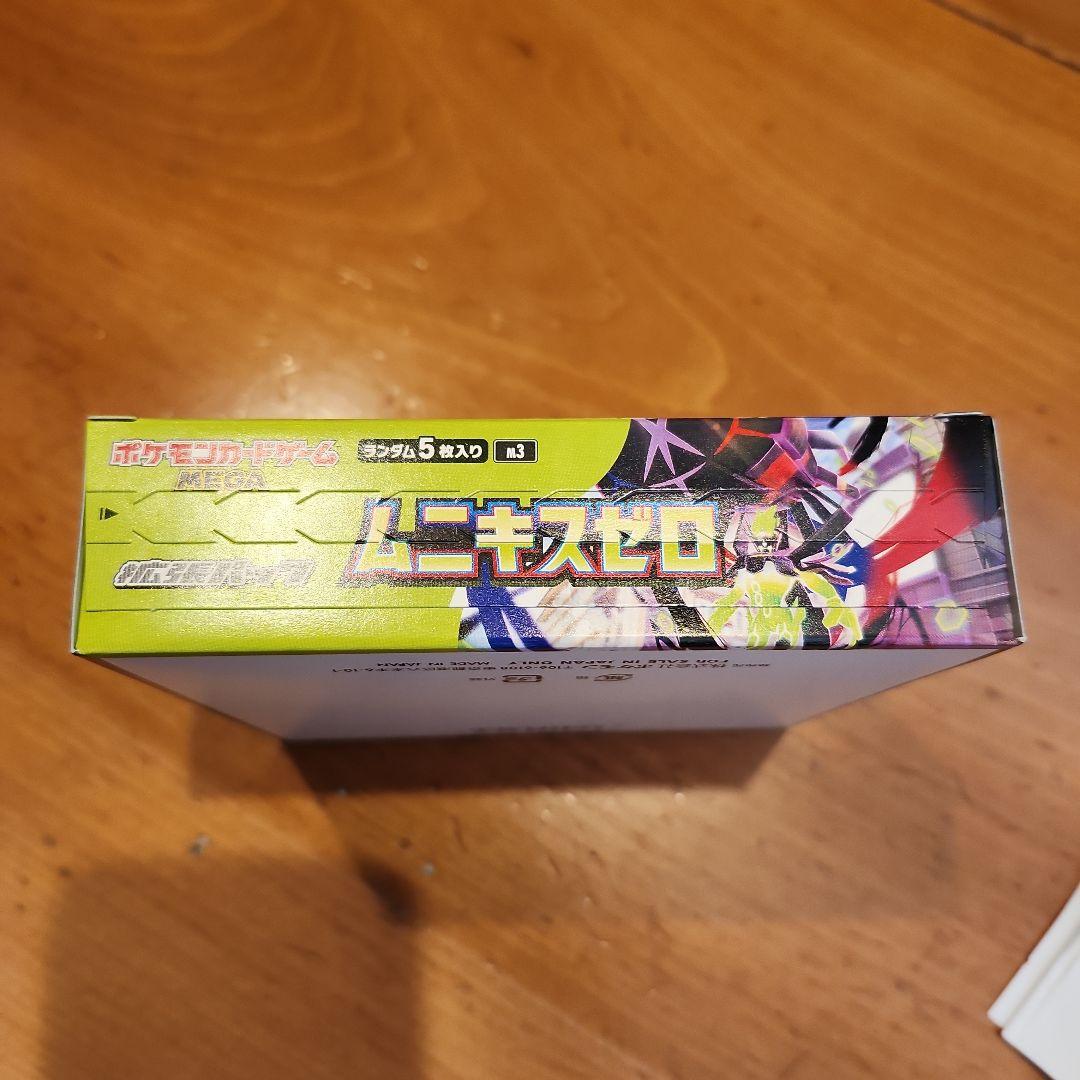 ポケモンカードゲーム
MEGA
ランダム5枚入り
m3
拡張パック
ムニキスゼロ
FOR SALE IN JAPAN ONLY
MADE IN JAPAN